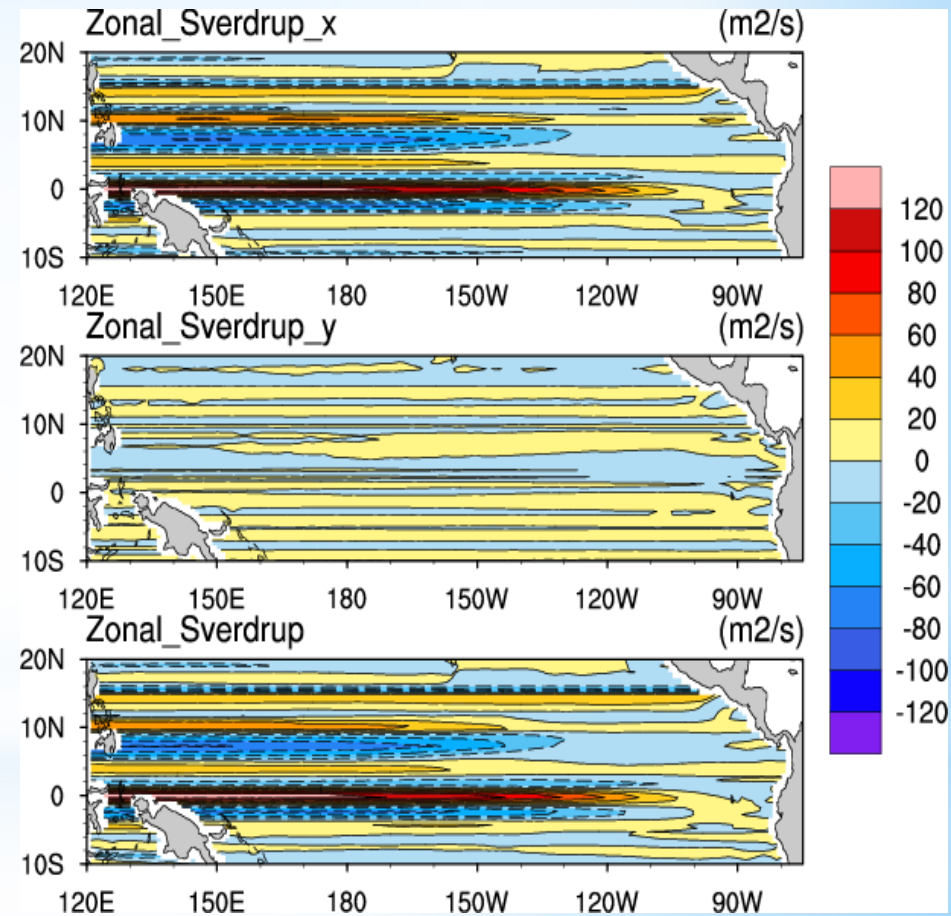 Zonal_Sverdrup_x (m2/s)
20N
10N
0
10S
120E 150E 180 150W 120W 90W
Zonal_Sverdrup_y (m2/s)
20N
10N
0
10S
120E 150E 180 150W 120W 90W
Zonal_Sverdrup (m2/s)
20N
10N
0
10S
120E 150E 180 150W 120W 90W
120
100
80
60
40
20
0
-20
-40
-60
-80
-100
-120